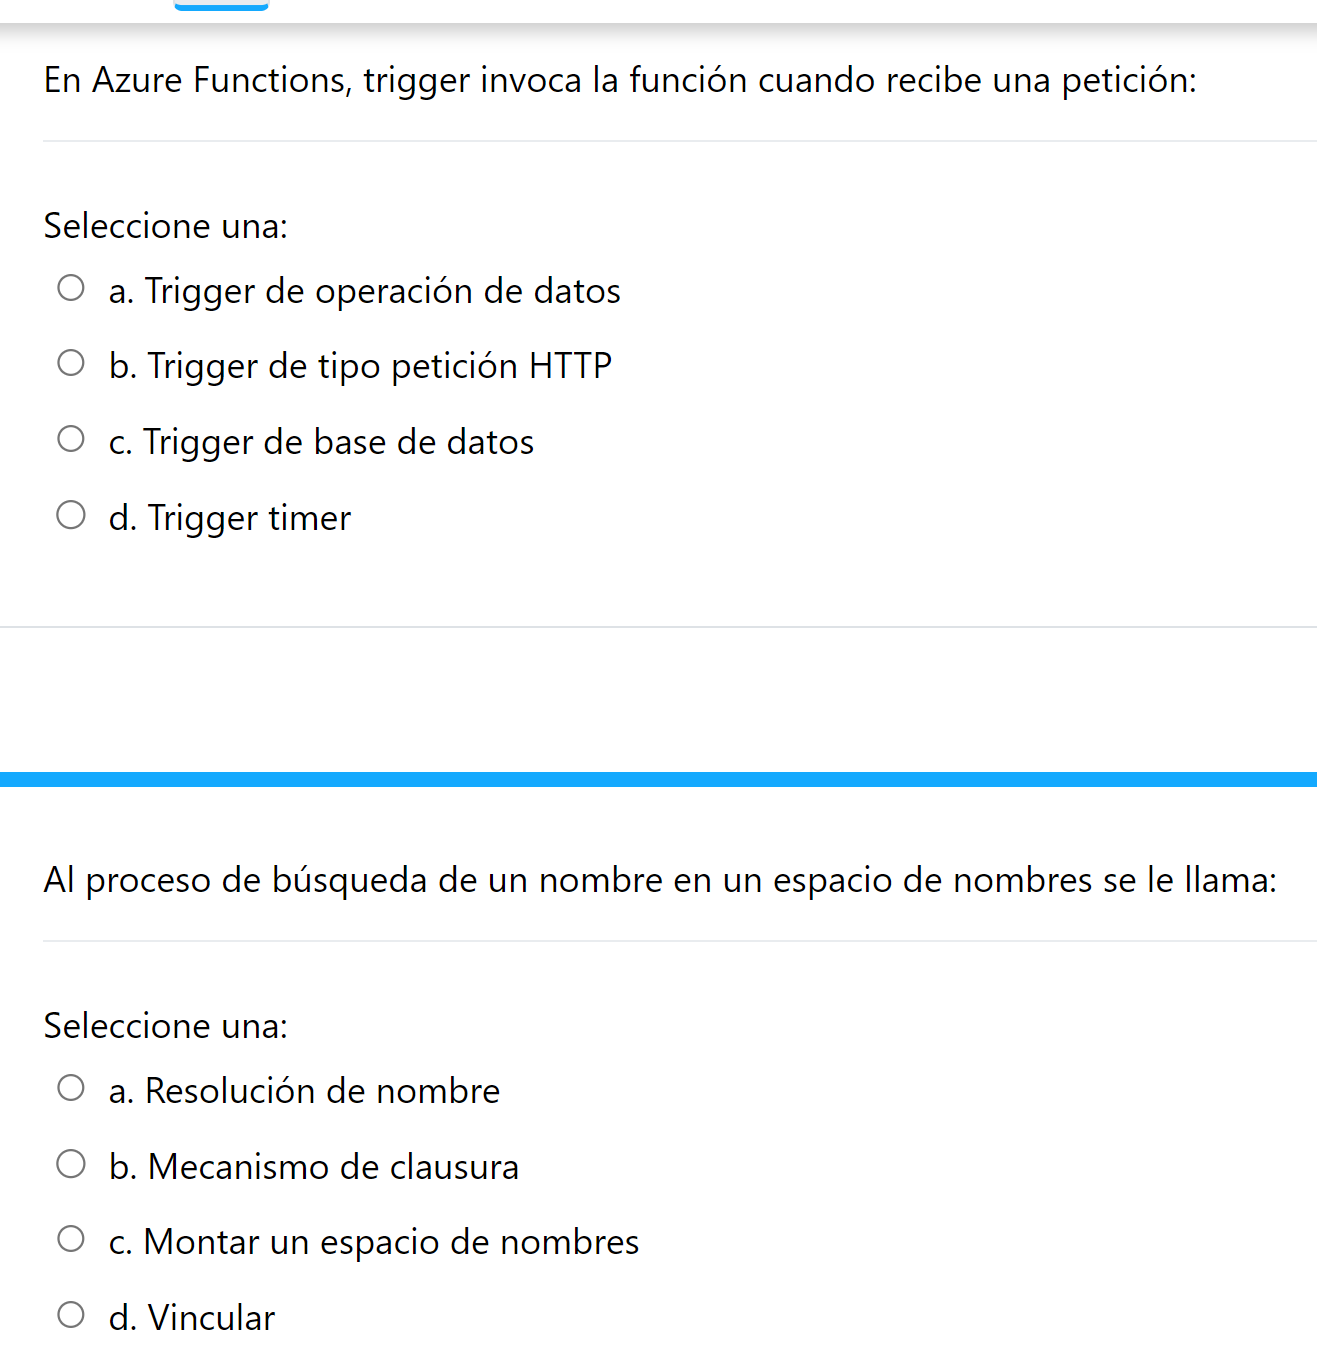 En Azure Functions, trigger invoca la función cuando recibe una petición:
Seleccione una:
a. Trigger de operación de datos
b. Trigger de tipo petición HTTP
c. Trigger de base de datos
d. Trigger timer
Al proceso de búsqueda de un nombre en un espacio de nombres se le llama:
Seleccione una:
a. Resolución de nombre
b. Mecanismo de clausura
c. Montar un espacio de nombres
d. Vincular